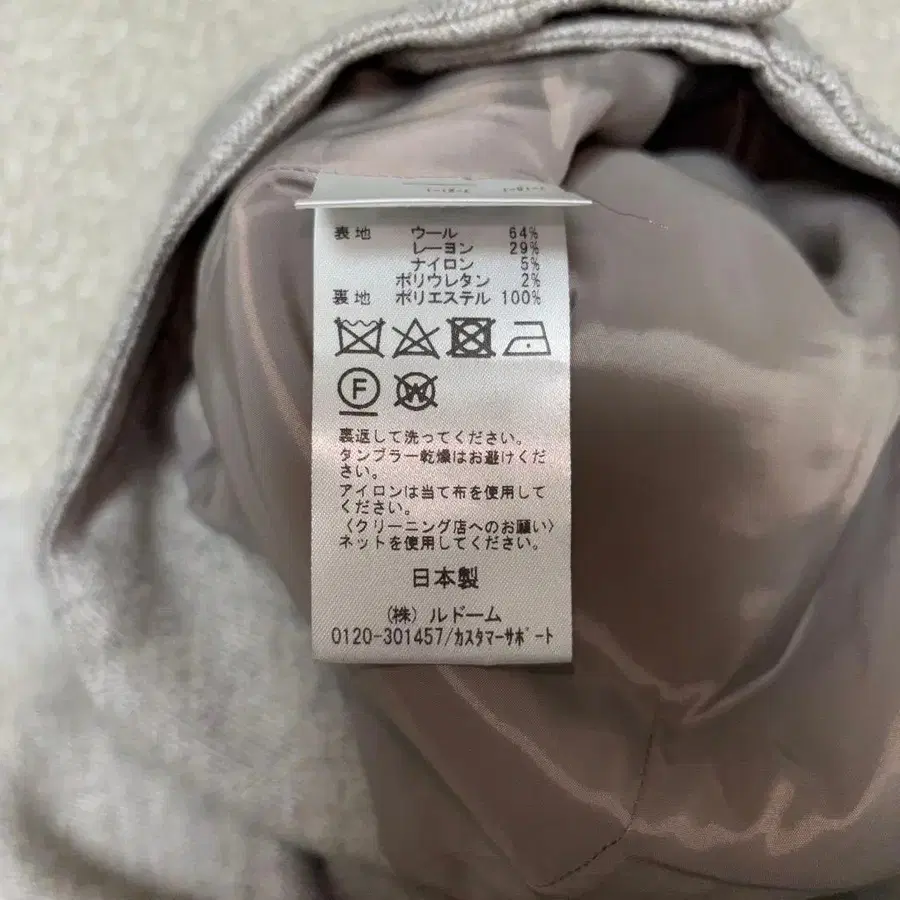 表地 ウール 64%
レーヨン 29%
ナイロン 5%
ポリウレタン 2%
裏地 ポリエステル 100%
F W
裏返して洗ってください。
タンブラー乾燥はお避けくだ
さい。
アイロンは当て布を使用して
ください。
〈クリーニング店へのお願い〉
ネットを使用してください。
日本製
(株) ルドーム
0120-301457/カスタマーサポート